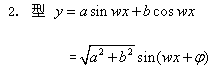 2. 型 y = a sin wx + b cos wx
= √(a² + b²) sin(wx + φ)